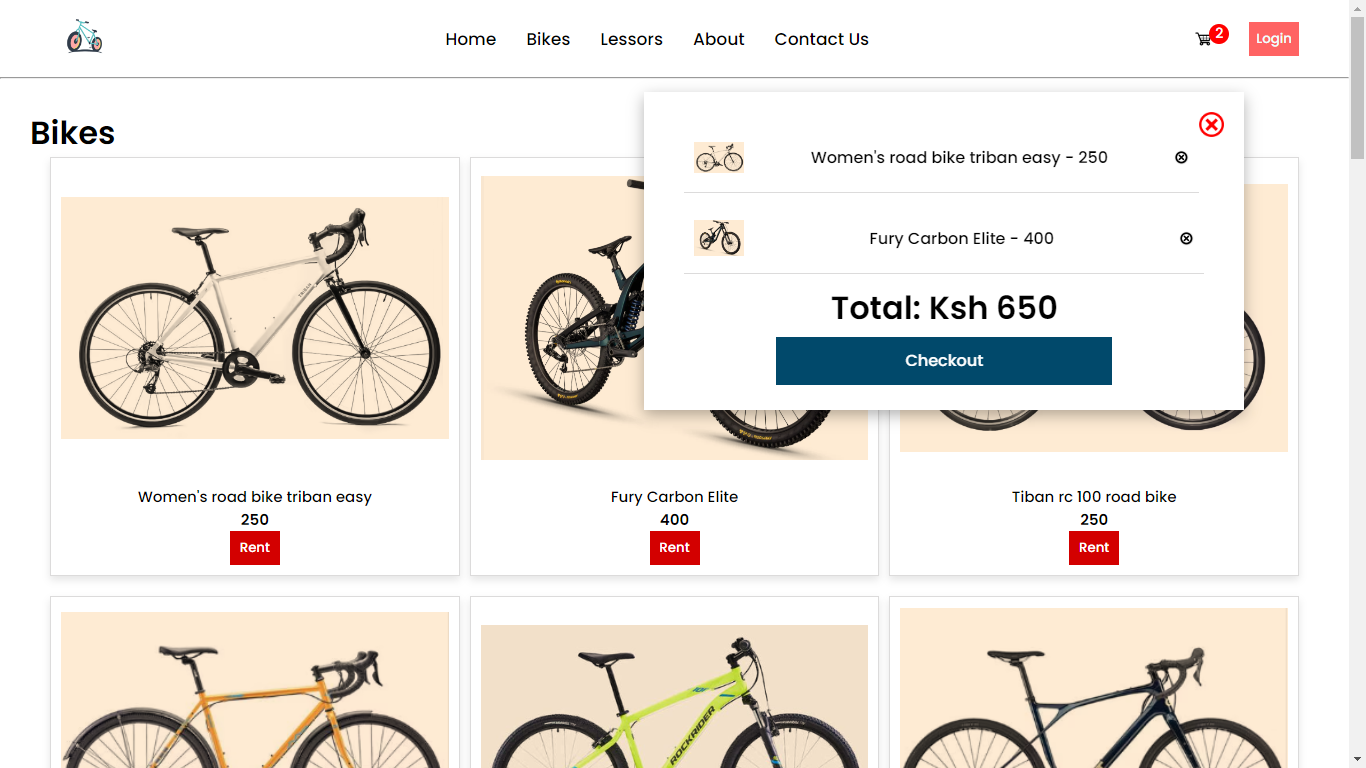 Home Bikes Lessors About Contact Us 2 Login
Bikes
Women's road bike triban easy - 250
Fury Carbon Elite - 400
Total: Ksh 650
Checkout
Women's road bike triban easy
250
Rent
Fury Carbon Elite
400
Rent
Tiban rc 100 road bike
250
Rent
ROCKRIDER